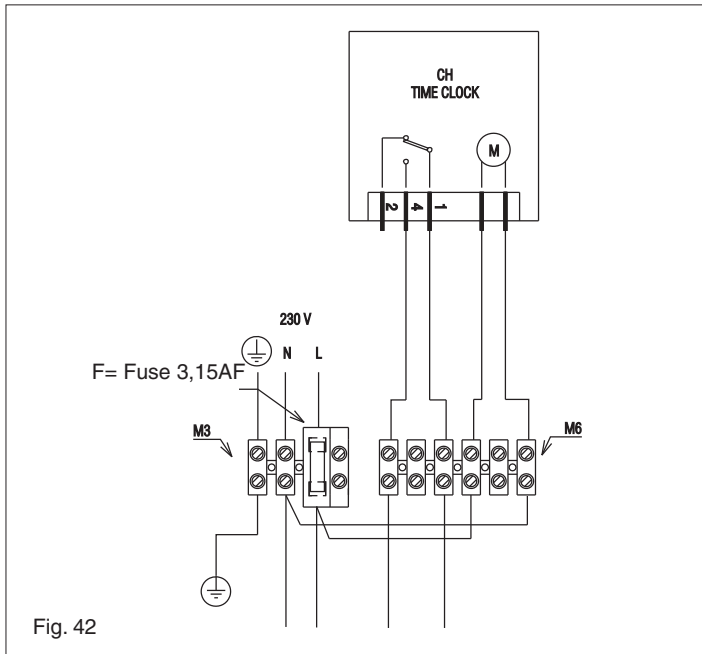 CH
TIME CLOCK
M
2 4 1
230 V
N L
F= Fuse 3,15AF
M3
M6
Fig. 42